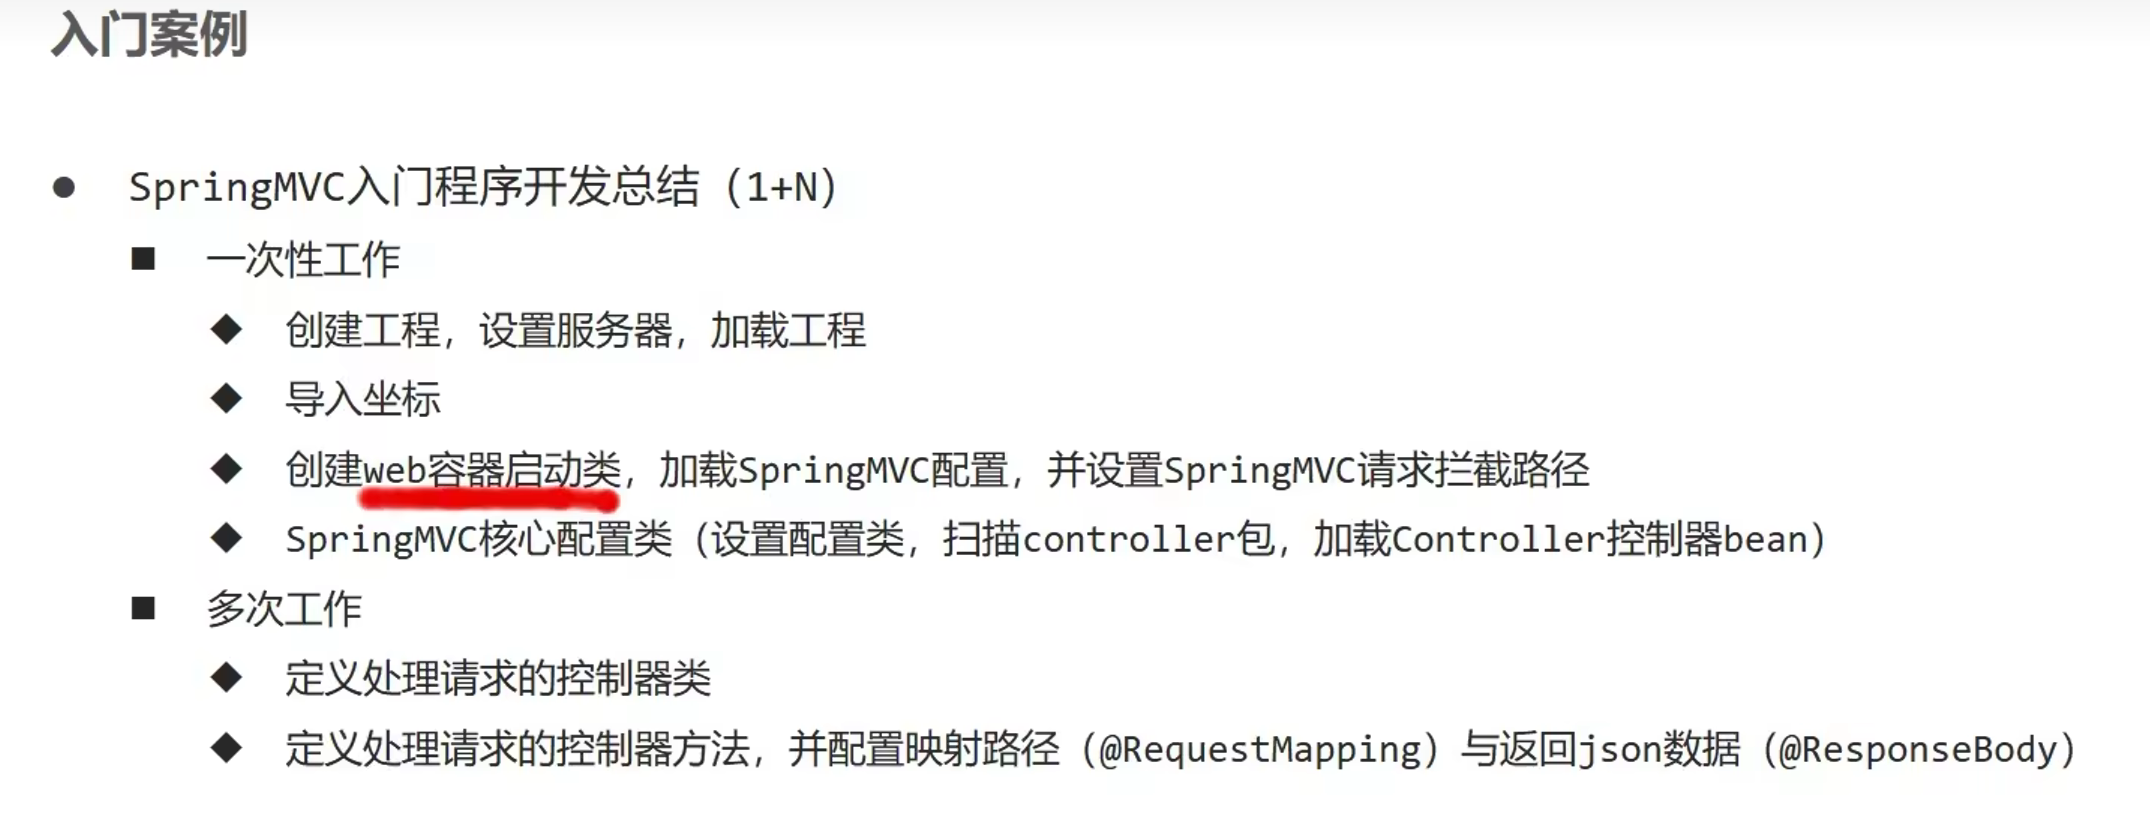 入门案例
SpringMVC入门程序开发总结（1+N）
一次性工作
创建工程，设置服务器，加载工程
导入坐标
创建web容器启动类，加载SpringMVC配置，并设置SpringMVC请求拦截路径
SpringMVC核心配置类（设置配置类，扫描controller包，加载Controller控制器bean）
多次工作
定义处理请求的控制器类
定义处理请求的控制器方法，并配置映射路径（@RequestMapping）与返回json数据（@ResponseBody）